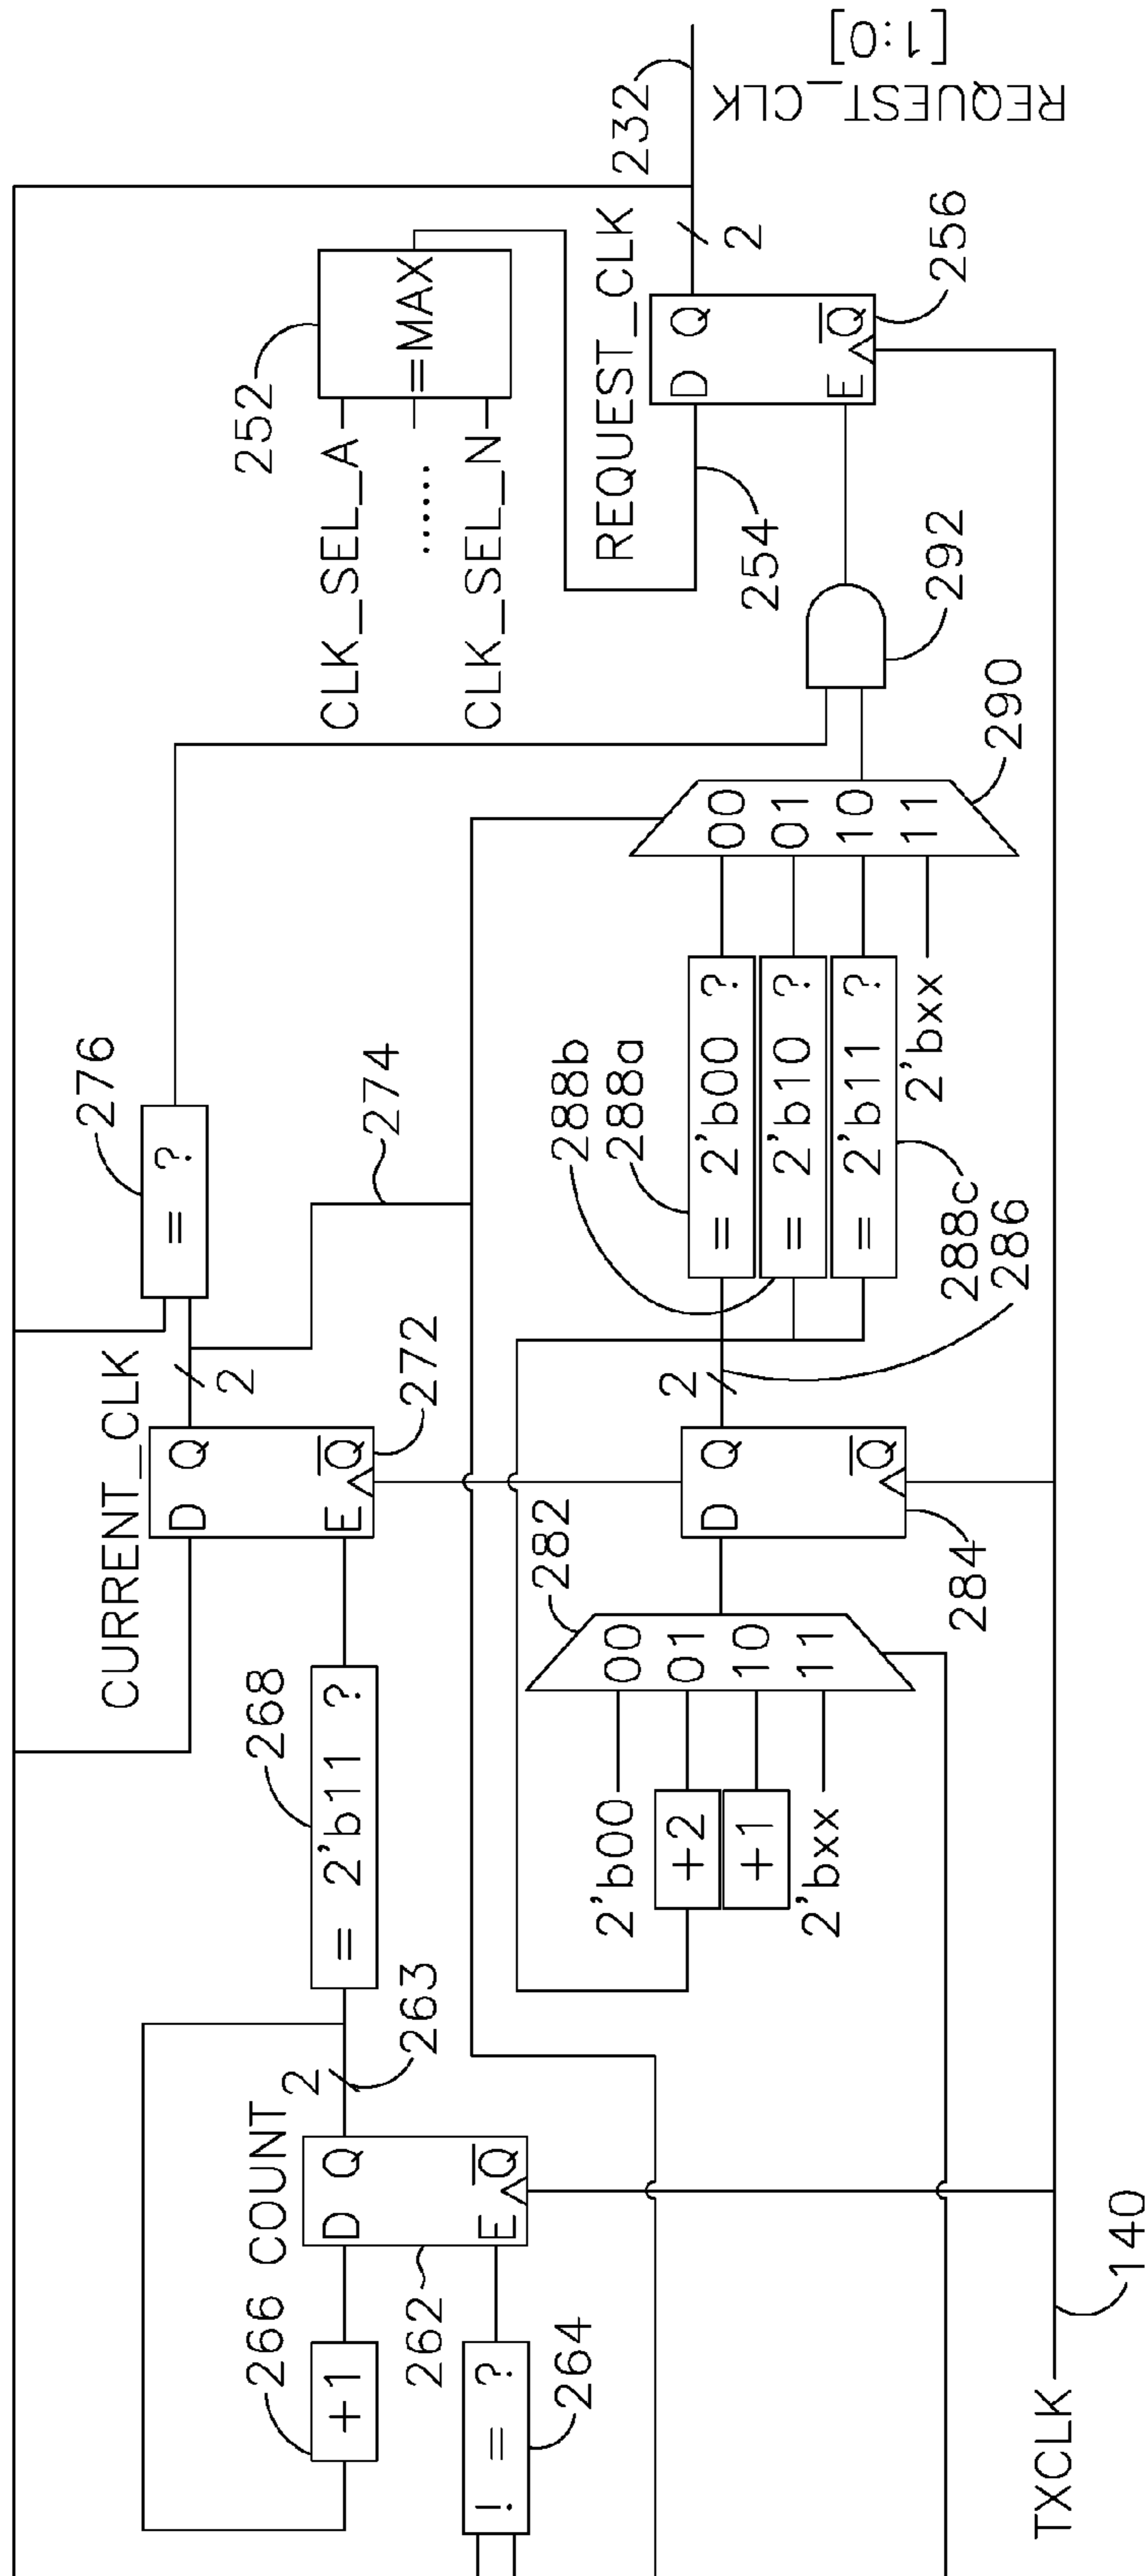 REQUEST_CLK
[1:0]
232
2
REQUEST_CLK
D Q
E Q
256
252
=MAX
CLK_SEL_A
......
CLK_SEL_N
254
292
290
00
01
10
11
276
= ?
274
288b
288a
= 2'b00 ?
= 2'b10 ?
= 2'b11 ?
2'bxx
288c
286
CURRENT_CLK
2
D Q
E Q
272
2
D Q
Q
284
282
00
01
10
11
2'b00
+2
+1
2'bxx
268
= 2'b11 ?
263
2
COUNT
D Q
E Q
262
266
+1
! = ?
264
140
TXCLK